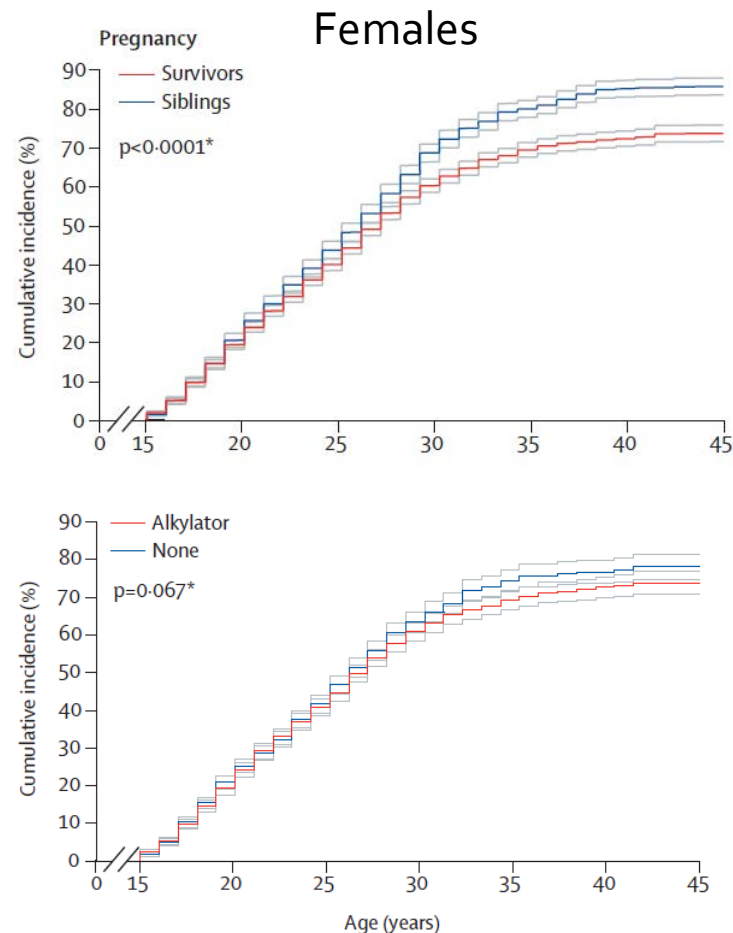 Females
Pregnancy
Survivors
Siblings
p<0·0001*
Cumulative incidence (%)
90
80
70
60
50
40
30
20
10
0
0 15 20 25 30 35 40 45
Alkylator
None
p=0·067*
Cumulative incidence (%)
90
80
70
60
50
40
30
20
10
0
0 15 20 25 30 35 40 45
Age (years)